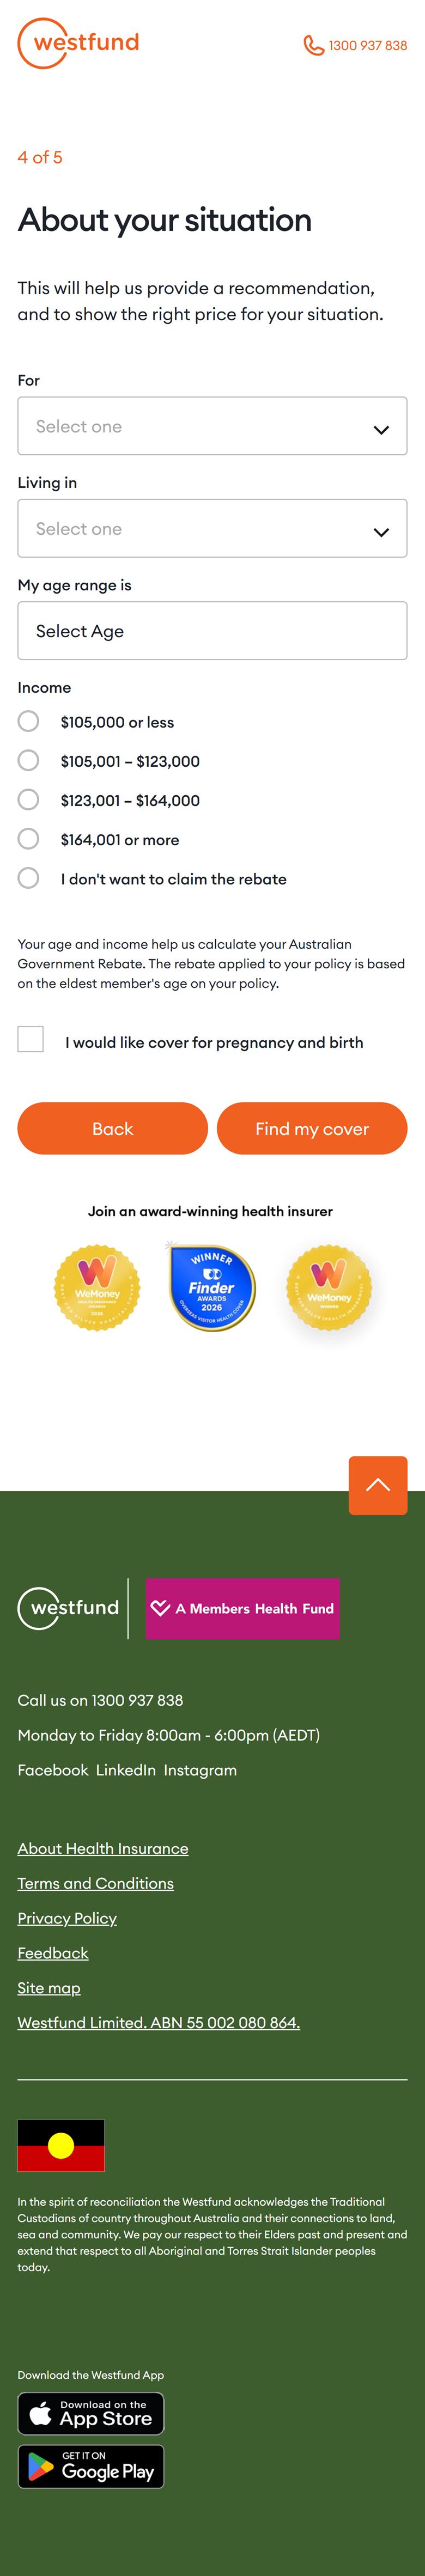 westfund
1300 937 838
4 of 5
About your situation
This will help us provide a recommendation,
and to show the right price for your situation.
For
Select one
Living in
Select one
My age range is
Select Age
Income
$105,000 or less
$105,001 – $123,000
$123,001 – $164,000
$164,001 or more
I don't want to claim the rebate
Your age and income help us calculate your Australian
Government Rebate. The rebate applied to your policy is based
on the eldest member's age on your policy.
I would like cover for pregnancy and birth
Back
Find my cover
Join an award-winning health insurer
WeMoney
2025
WINNER
Finder
AWARDS
2026
OVERSEAS VISITOR HEALTH COVER
WeMoney
WINNER
westfund
A Members Health Fund
Call us on 1300 937 838
Monday to Friday 8:00am - 6:00pm (AEDT)
Facebook LinkedIn Instagram
About Health Insurance
Terms and Conditions
Privacy Policy
Feedback
Site map
Westfund Limited. ABN 55 002 080 864.
In the spirit of reconciliation the Westfund acknowledges the Traditional
Custodians of country throughout Australia and their connections to land,
sea and community. We pay our respect to their Elders past and present and
extend that respect to all Aboriginal and Torres Strait Islander peoples
today.
Download the Westfund App
Download on the
App Store
GET IT ON
Google Play